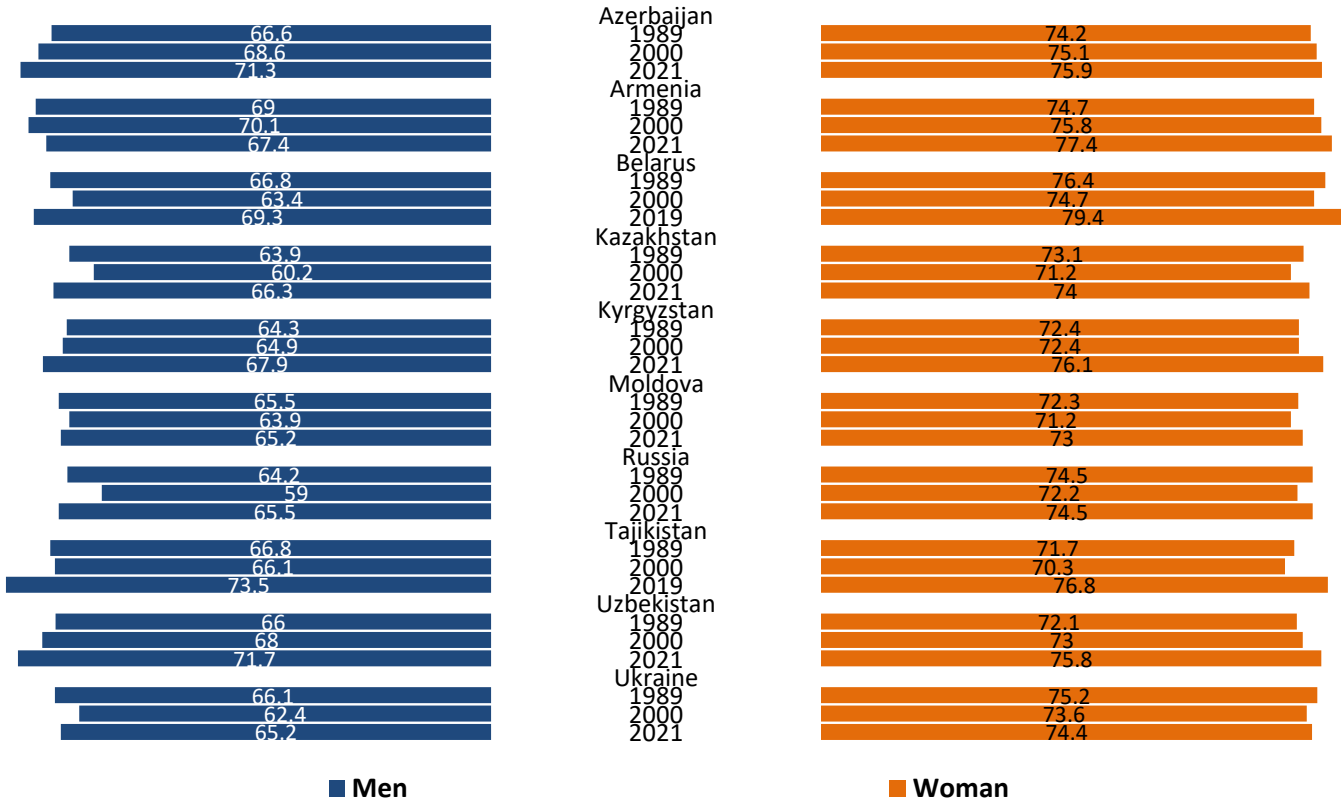 Azerbaijan
66.6 1989 74.2
68.6 2000 75.1
71.3 2021 75.9
Armenia
69 1989 74.7
70.1 2000 75.8
67.4 2021 77.4
Belarus
66.8 1989 76.4
63.4 2000 74.7
69.3 2019 79.4
Kazakhstan
63.9 1989 73.1
60.2 2000 71.2
66.3 2021 74
Kyrgyzstan
64.3 1989 72.4
64.9 2000 72.4
67.9 2021 76.1
Moldova
65.5 1989 72.3
63.9 2000 71.2
65.2 2021 73
Russia
64.2 1989 74.5
59 2000 72.2
65.5 2021 74.5
Tajikistan
66.8 1989 71.7
66.1 2000 70.3
73.5 2019 76.8
Uzbekistan
66 1989 72.1
68 2000 73
71.7 2021 75.8
Ukraine
66.1 1989 75.2
62.4 2000 73.6
65.2 2021 74.4
Men Woman